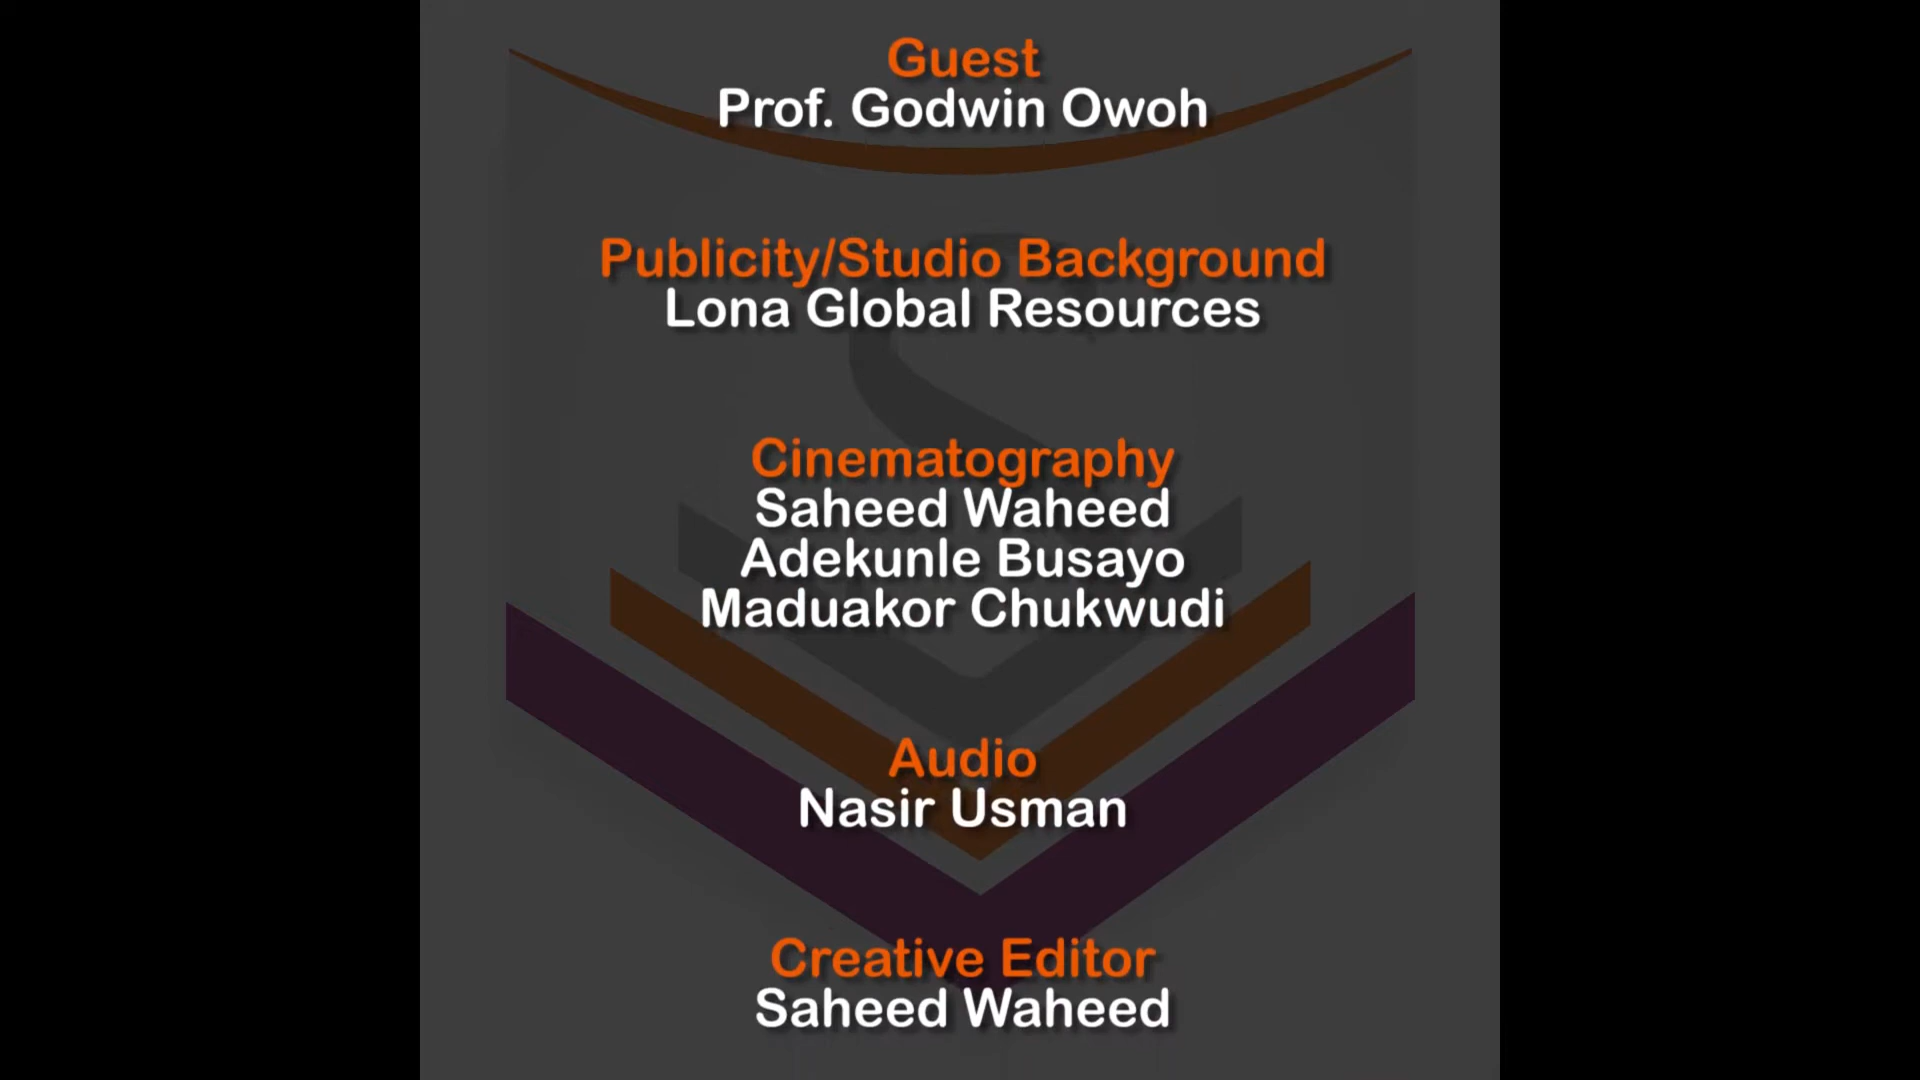 Guest
Prof. Godwin Owoh
Publicity/Studio Background
Lona Global Resources
Cinematography
Saheed Waheed
Adekunle Busayo
Maduakor Chukwudi
Audio
Nasir Usman
Creative Editor
Saheed Waheed